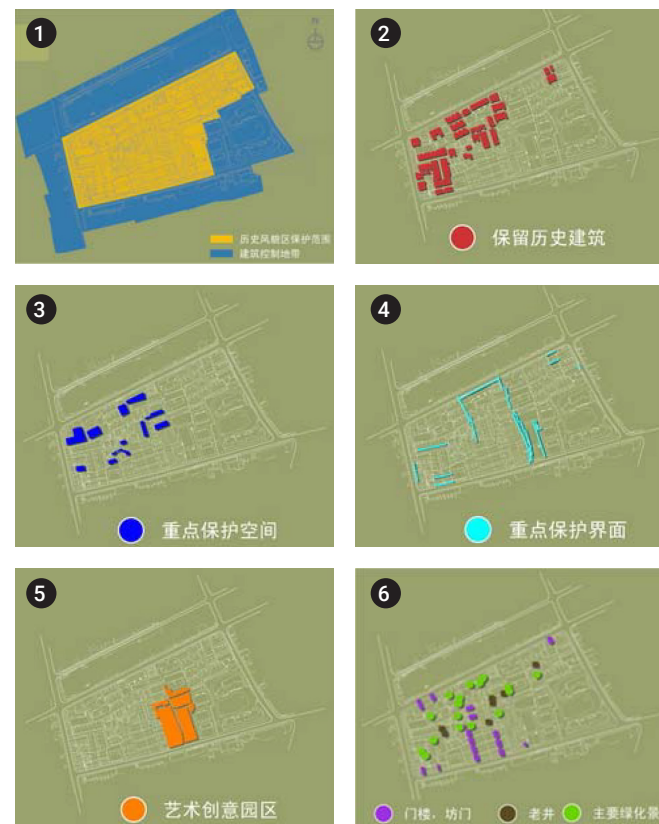 1
N
历史风貌区保护范围
建筑控制地带
2
保留历史建筑
3
重点保护空间
4
重点保护界面
5
艺术创意园区
6
门楼，坊门 老井 主要绿化景